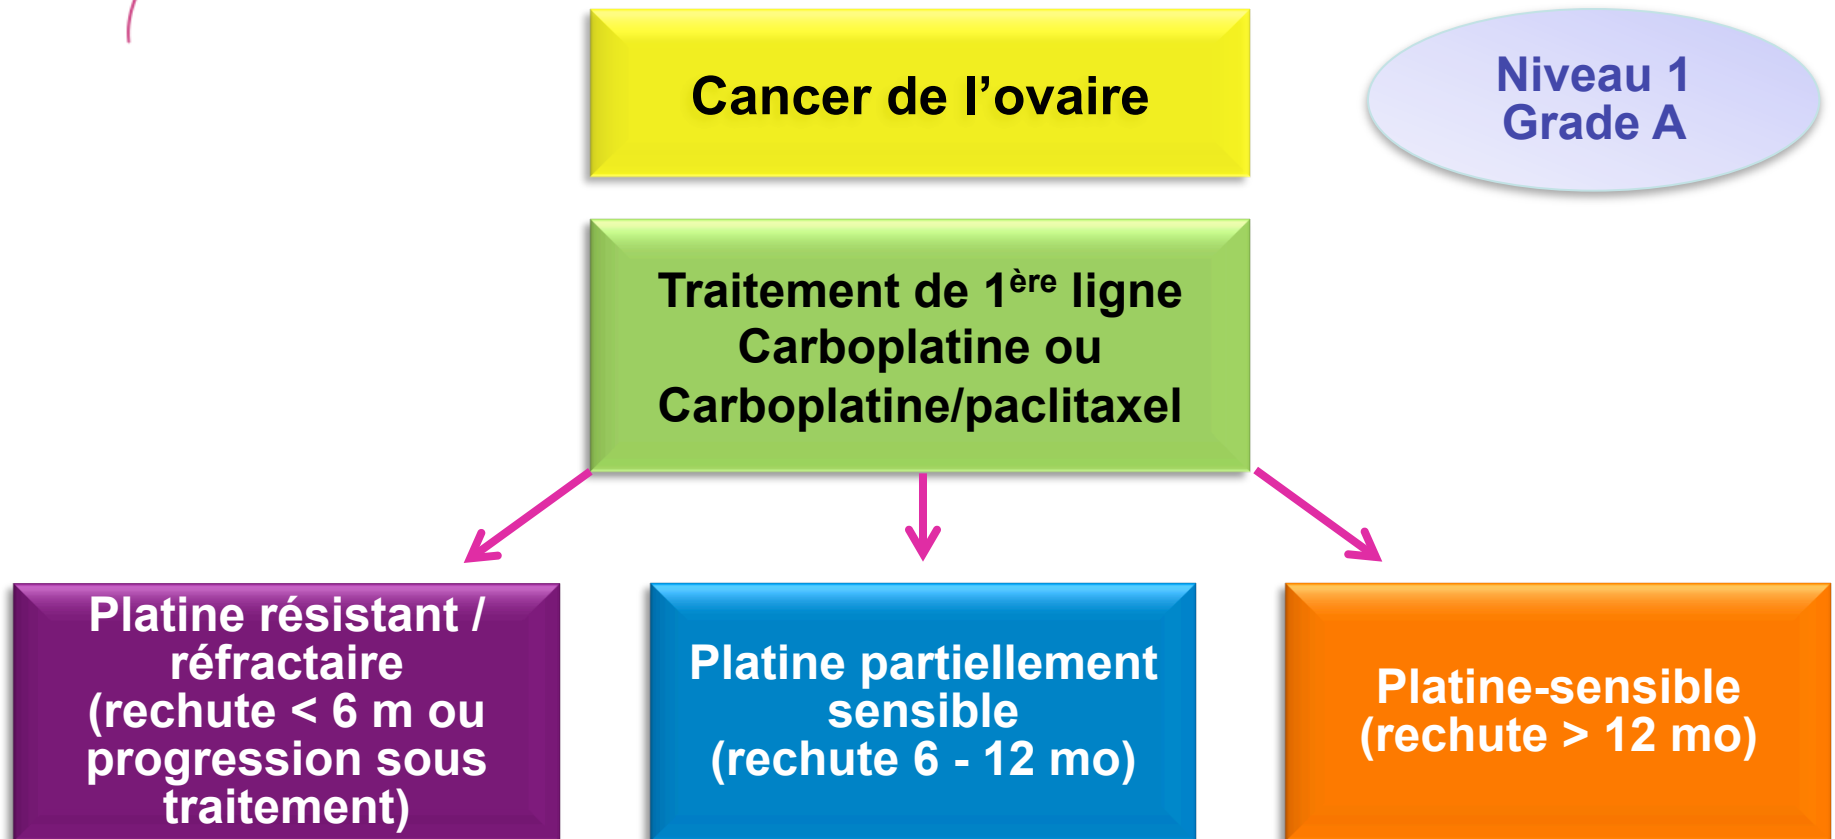 Cancer de l’ovaire
Niveau 1
Grade A
Traitement de 1ère ligne
Carboplatine ou
Carboplatine/paclitaxel
Platine résistant /
réfractaire
(rechute < 6 m ou
progression sous
traitement)
Platine partiellement
sensible
(rechute 6 - 12 mo)
Platine-sensible
(rechute > 12 mo)